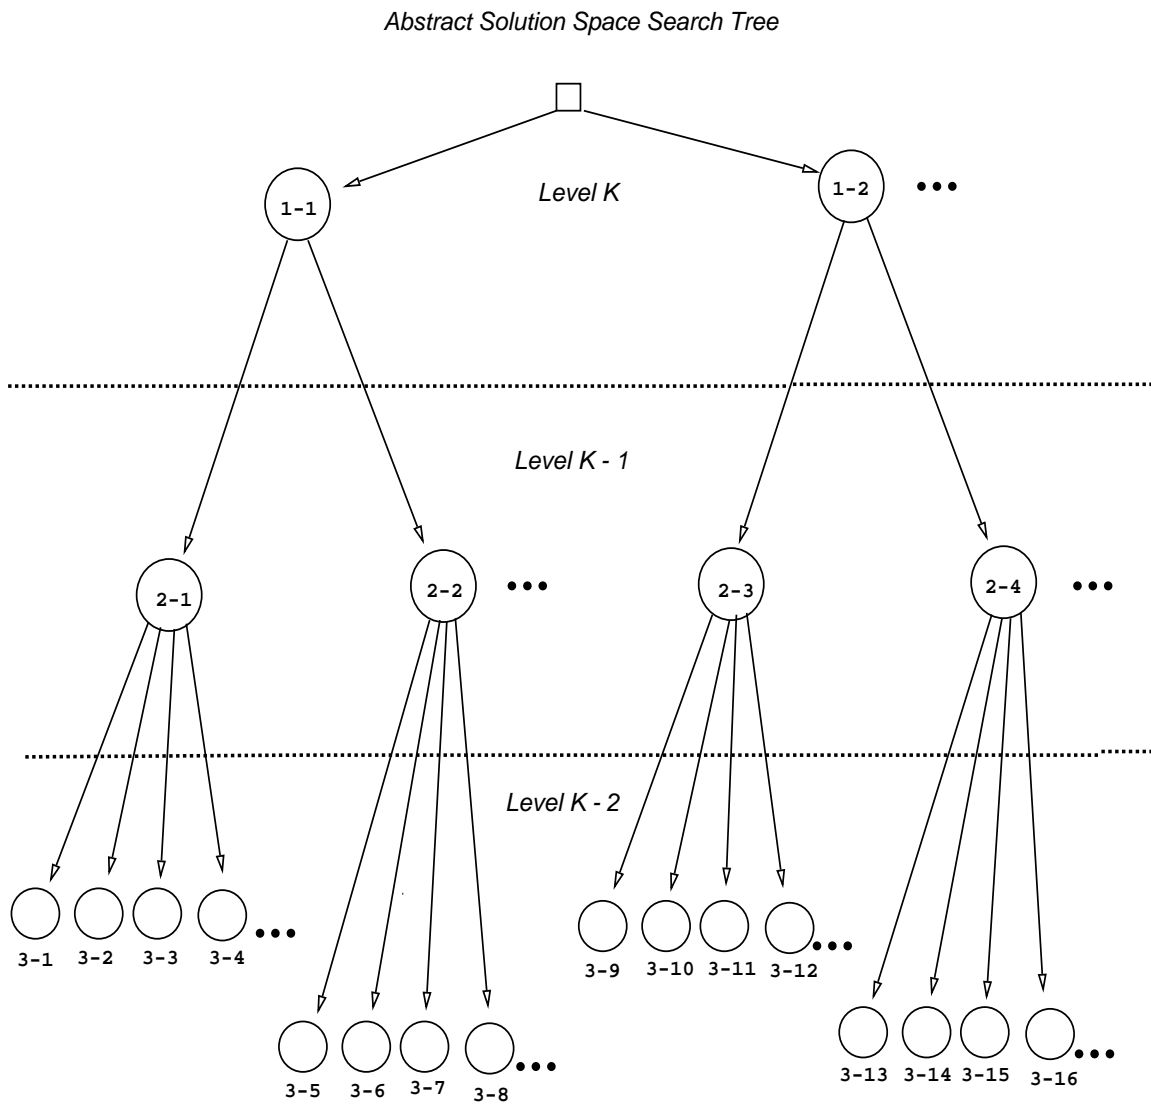 Abstract Solution Space Search Tree
1-1
Level K
1-2
•••
Level K - 1
2-1
2-2
•••
2-3
2-4
•••
Level K - 2
3-1 3-2 3-3 3-4 •••
3-9 3-10 3-11 3-12 •••
3-5 3-6 3-7 3-8 •••
3-13 3-14 3-15 3-16 •••